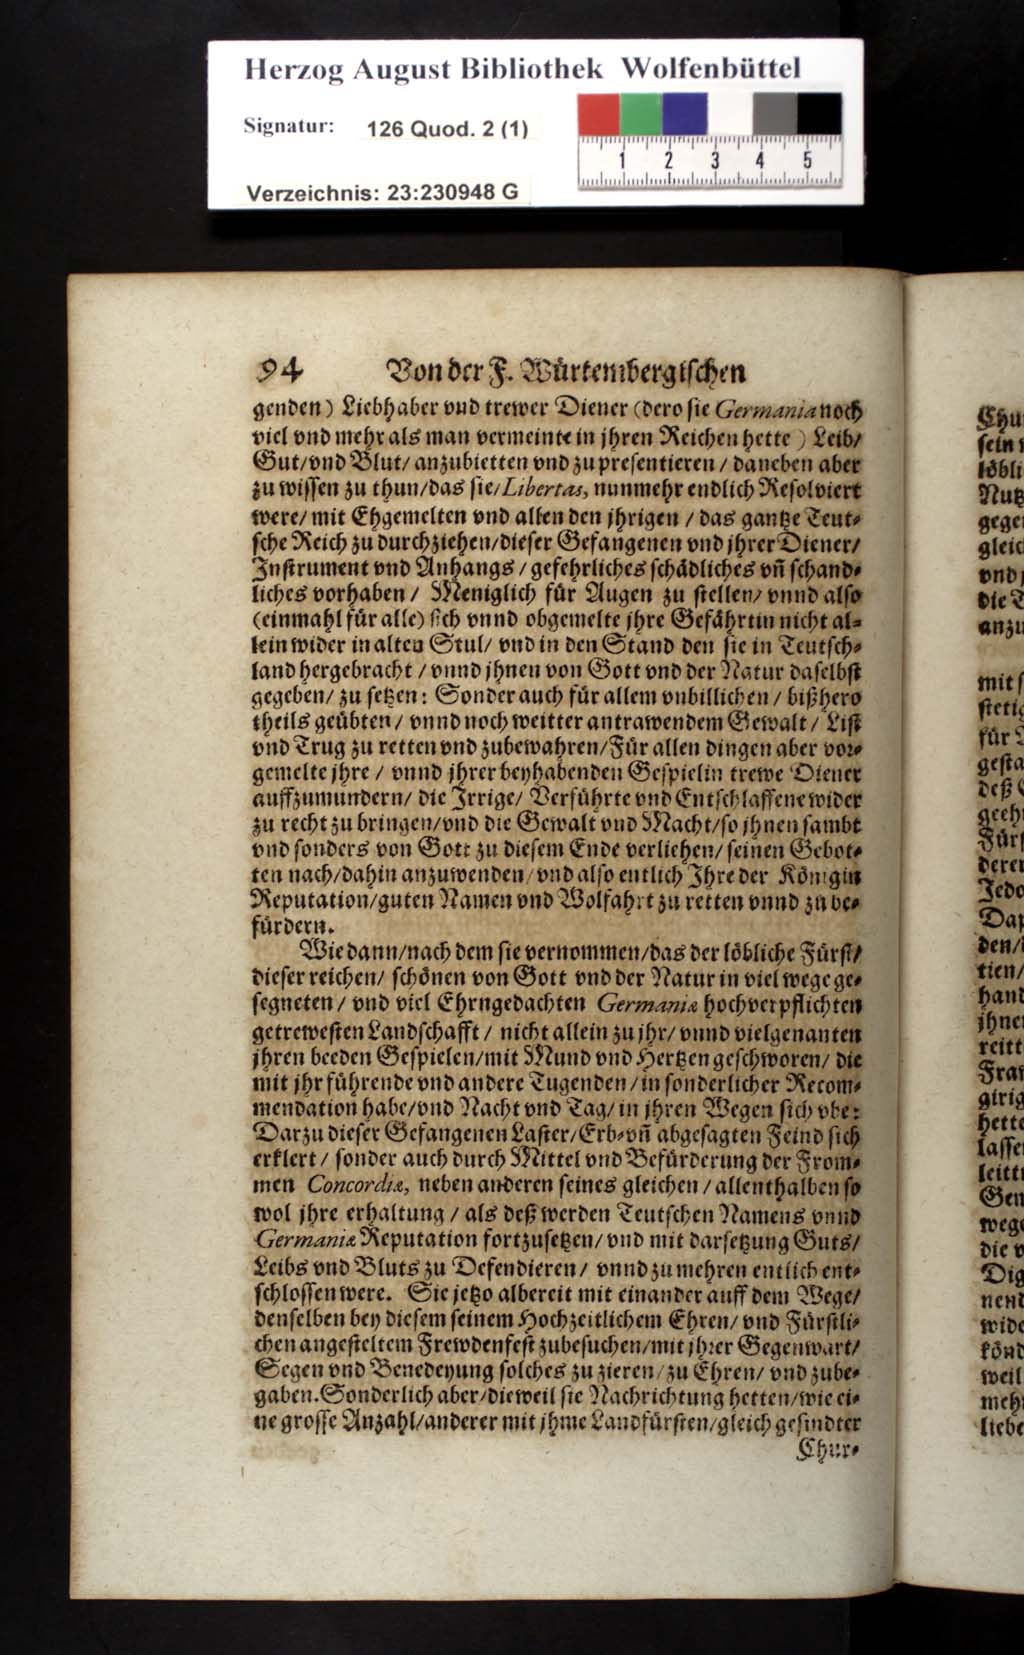 Herzog August Bibliothek Wolfenbüttel
Signatur: 126 Quod. 2 (1)
1 2 3 4 5
Verzeichnis: 23:230948 G
94 Von der F. Würtembergischen
genden) Liebhaber vnd trewer Diener (dero sie Germania noch
viel vnd mehr als man vermeinte in jhren Reichen hette) Leib/
Gut/vnd Blut/ anzubietten vnd zu presentieren / daneben aber
zu wissen zu thun/das sie/Libertas, nunmehr endlich Resolviert
were/ mit Ehgemelten vnd allen den jhrigen / das gantze Teut⸗
sche Reich zu durchziehen/dieser Gefangenen vnd jhrer Diener/
Instrument vnd Anhangs / gefehrliches schådliches vñ schand⸗
liches vorhaben / Meniglich für Augen zu stellen/ vnnd also
(einmahl für alle) sich vnnd obgemelte jhre Gefåhrtin nicht al⸗
lein wider in alten Stul/ vnd in den Stand den sie in Teutsch⸗
land hergebracht / vnnd jhnen von Gott vnd der Natur daselbst
gegeben/ zu setzen: Sonder auch für allem vnbillichen / bißhero
theils geübten / vnnd noch weitter antrawendem Gewalt / List
vnd Trug zu retten vnd zubewahren/Für allen dingen aber vor⸗
gemelte jhre / vnnd jhrer beyhabenden Gespielin trewe Diener
auffzumundern/ die Irrige/ Verführte vnd Entschlaffene wider
zu recht zu bringen/vnd die Gewalt vnd Macht/so jhnen sambt
vnd sonders von Gott zu diesem Ende verliehen/ seinen Gebot⸗
ten nach/dahin anzuwenden/vnd also entlich Ihre der Königin
Reputation/guten Namen vnd Wolfahrt zu retten vnnd zu be⸗
fürdern.
Wie dann/nach dem sie vernommen/das der löbliche Fürst/
dieser reichen/ schönen von Gott vnd der Natur in viel wege ge⸗
segneten / vnd viel Ehrngedachten Germaniæ hochverpflichten
getrewesten Landschafft / nicht allein zu jhr/ vnnd vielgenanten
jhren beeden Gespielen/mit Mund vnd Hertzen geschworen/ die
mit jhr führende vnd andere Tugenden/in sonderlicher Recom⸗
mendation habe/vnd Nacht vnd Tag/in jhren Wegen sich vbe:
Darzu dieser Gefangenen Laster/Erb⸗vñ abgesagten Feind sich
erklert / sonder auch durch Mittel vnd Befürderung der From⸗
men Concordiæ, neben anderen seines gleichen / allenthalben so
wol jhre erhaltung / als deß werden Teutschen Namens vnnd
Germaniæ Reputation fortzusetzen/ vnd mit darsetzung Guts/
Leibs vnd Bluts zu Defendieren/ vnnd zu mehren entlich ent⸗
schlossen were. Sie jetzo albereit mit einander auff dem Wege/
denselben bey diesem seinem Hochzeitlichem Ehren/ vnd Fürstli⸗
chen angesteltem Frewdenfest zubesuchen/mit jhrer Gegenwart/
Segen vnd Benedeyung solches zu zieren/zu Ehren/ vnd zube⸗
gaben. Sonderlich aber/dieweil sie Nachrichtung hetten/wie ei⸗
ne grosse Anzahl/anderer mit jhme Landfürsten/gleich gesindter
Chur⸗